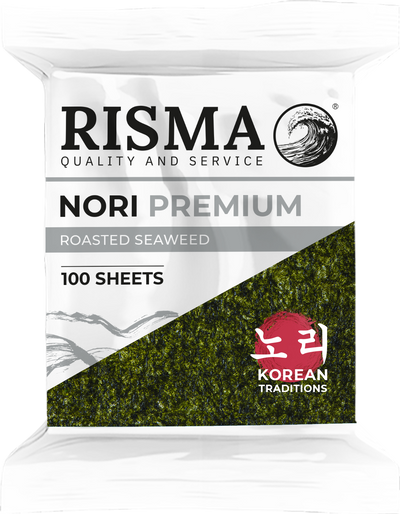 RISMA
®
QUALITY AND SERVICE
NORI PREMIUM
ROASTED SEAWEED
100 SHEETS
노리
KOREAN
TRADITIONS